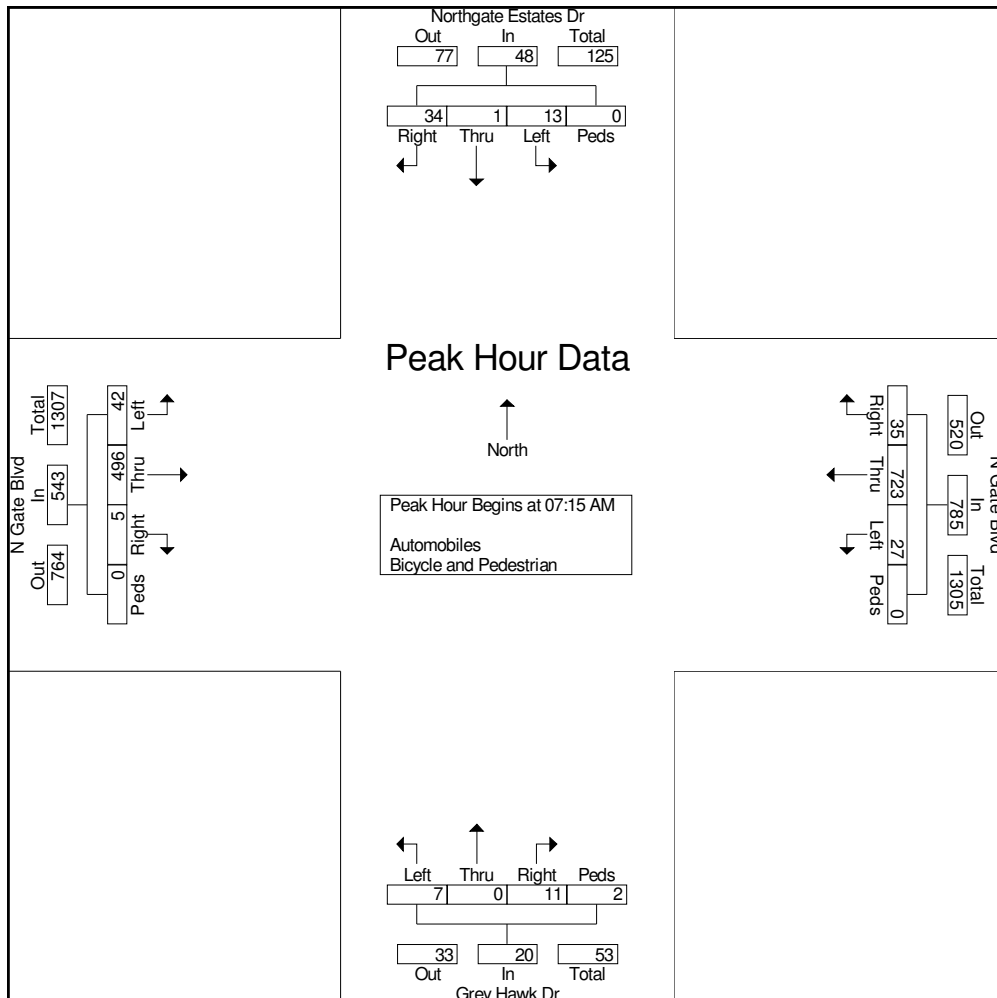 Northgate Estates Dr
Out In Total
77 48 125
34 1 13 0
Right Thru Left Peds
Peak Hour Data
North
Peak Hour Begins at 07:15 AM
Automobiles
Bicycle and Pedestrian
N Gate Blvd
Out In Total
764 543 1307
Peds Right Thru Left
0 5 496 42
N Gate Blvd
Out In Total
520 785 1305
35 723 27 0
Right Thru Left Peds
Left Thru Right Peds
7 0 11 2
33 20 53
Out In Total
Grey Hawk Dr